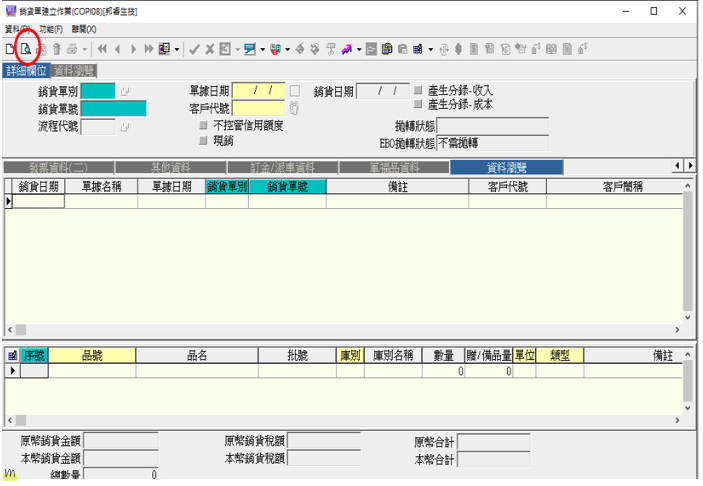 銷貨單建立作業(COPI08)[邦睿生技]
資料(D) 功能(F) 離開(X)
詳細欄位 資料瀏覽
銷貨單別 單據日期 / / 銷貨日期 / / 產生分錄-收入
銷貨單號 客戶代號 產生分錄-成本
流程代號 不控管信用額度 拋轉狀態
現銷 EBO拋轉狀態 不需拋轉
發票資料(二) 其他資料 訂金/派車資料 軍福品資料 資料瀏覽
銷貨日期 單據名稱 單據日期 銷貨單別 銷貨單號 備註 客戶代號 客戶簡稱
序號 品號 品名 批號 庫別 庫別名稱 數量 贈/備品量 單位 類型 備註
0 0
原幣銷貨金額 原幣銷貨稅額 原幣合計
本幣銷貨金額 本幣銷貨稅額 本幣合計
總數量 0